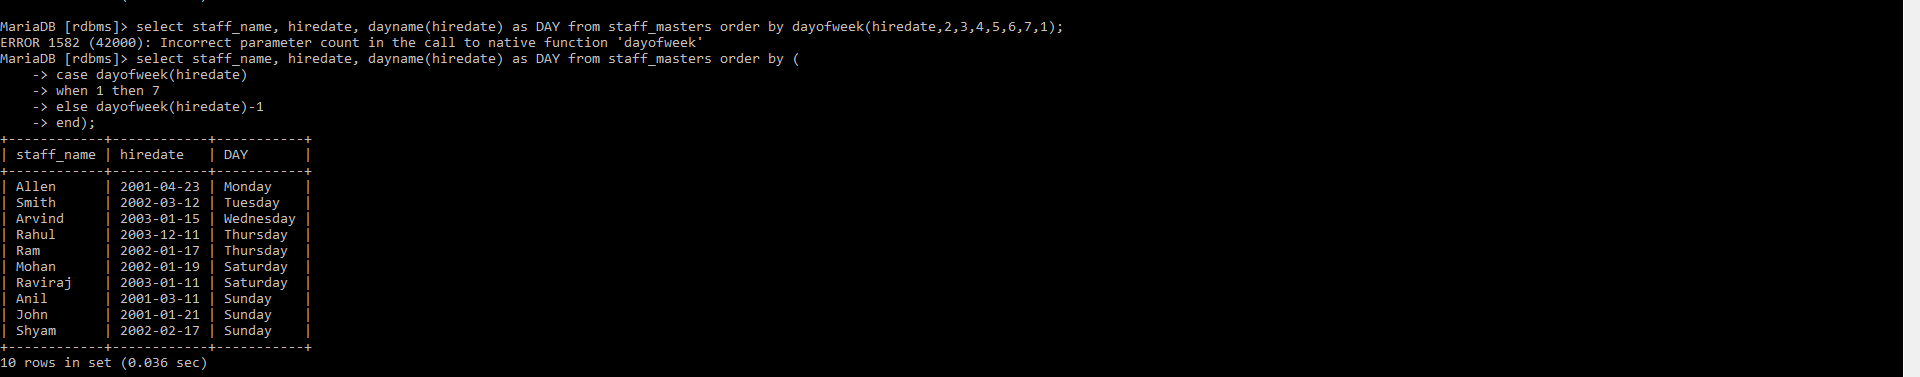 MariaDB [rdbms]> select staff_name, hiredate, dayname(hiredate) as DAY from staff_masters order by dayofweek(hiredate,2,3,4,5,6,7,1);
ERROR 1582 (42000): Incorrect parameter count in the call to native function 'dayofweek'
MariaDB [rdbms]> select staff_name, hiredate, dayname(hiredate) as DAY from staff_masters order by (
    -> case dayofweek(hiredate)
    -> when 1 then 7
    -> else dayofweek(hiredate)-1
    -> end);
+------------+------------+-----------+
| staff_name | hiredate   | DAY       |
+------------+------------+-----------+
| Allen      | 2001-04-23 | Monday    |
| Smith      | 2002-03-12 | Tuesday   |
| Arvind     | 2003-01-15 | Wednesday |
| Rahul      | 2003-12-11 | Thursday  |
| Ram        | 2002-01-17 | Thursday  |
| Mohan      | 2002-01-19 | Saturday  |
| Raviraj    | 2003-01-11 | Saturday  |
| Anil       | 2001-03-11 | Sunday    |
| John       | 2001-01-21 | Sunday    |
| Shyam      | 2002-02-17 | Sunday    |
+------------+------------+-----------+
10 rows in set (0.036 sec)